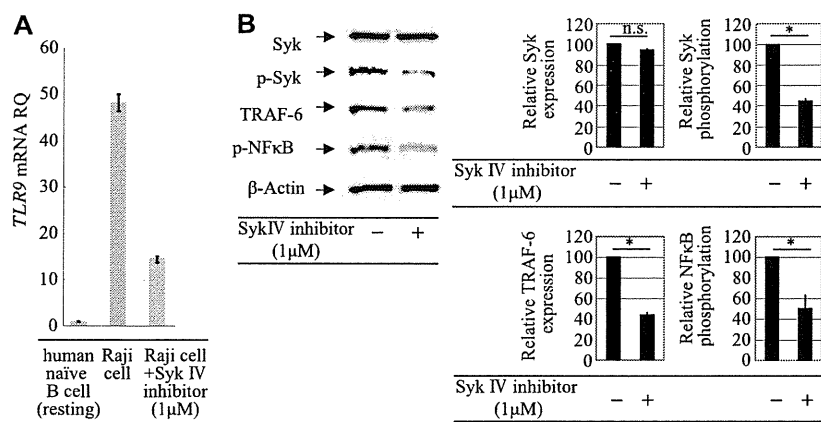 A
TLR9 mRNA RQ
60
50
40
30
20
10
0
human
naïve
B cell
(resting)
Raji
cell
Raji cell
+Syk IV
inhibitor
(1μM)
B
Syk
p-Syk
TRAF-6
p-NFκB
β-Actin
SykIV inhibitor
(1μM)
− +
Relative Syk
expression
120
100
80
60
40
20
0
n.s.
Relative Syk
phosphorylation
120
100
80
60
40
20
0
*
Syk IV inhibitor
(1μM)
− + − +
Relative TRAF-6
expression
120
100
80
60
40
20
0
*
Relative NFκB
phosphorylation
120
100
80
60
40
20
0
*
Syk IV inhibitor
(1μM)
− + − +